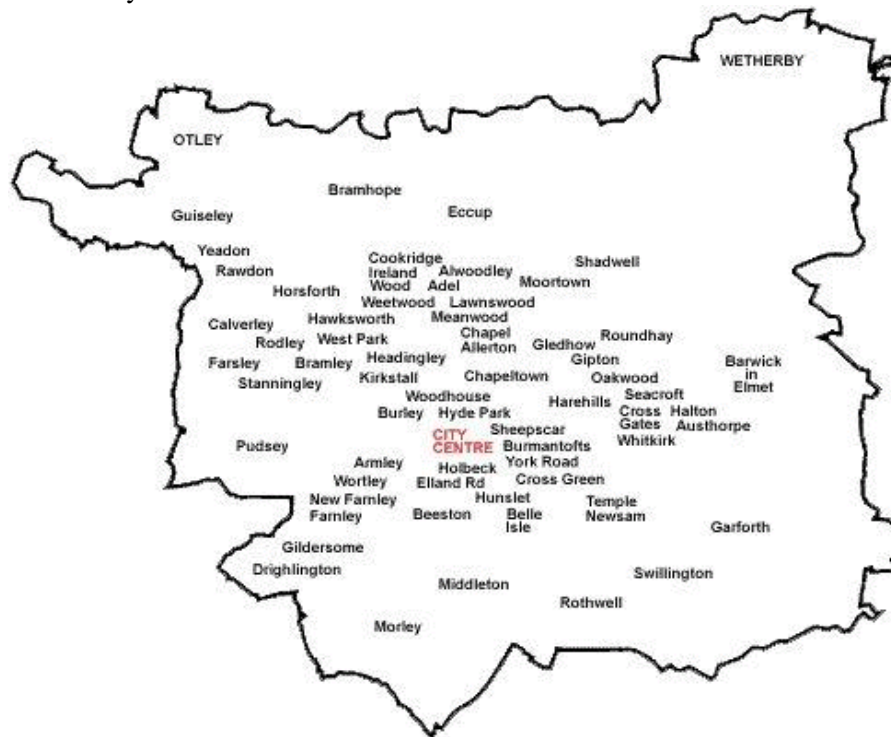 WETHERBY
OTLEY
Bramhope
Guiseley
Eccup
Yeadon
Rawdon
Cookridge
Ireland
Wood
Alwoodley
Adel
Shadwell
Moortown
Horsforth
Weetwood
Lawnswood
Hawksworth
Meanwood
Calverley
Rodley
West Park
Chapel
Allerton
Gledhow
Roundhay
Farsley
Bramley
Headingley
Gipton
Barwick
in
Elmet
Stanningley
Kirkstall
Chapeltown
Oakwood
Woodhouse
Harehills
Seacroft
Burley
Hyde Park
Cross
Gates
Halton
Austhorpe
Whitkirk
Sheepscar
CITY
CENTRE
Burmantofts
Pudsey
York Road
Armley
Holbeck
Wortley
Elland Rd
Cross Green
New Farnley
Hunslet
Temple
Newsam
Farnley
Beeston
Belle
Isle
Garforth
Gildersome
Drighlington
Middleton
Swillington
Rothwell
Morley